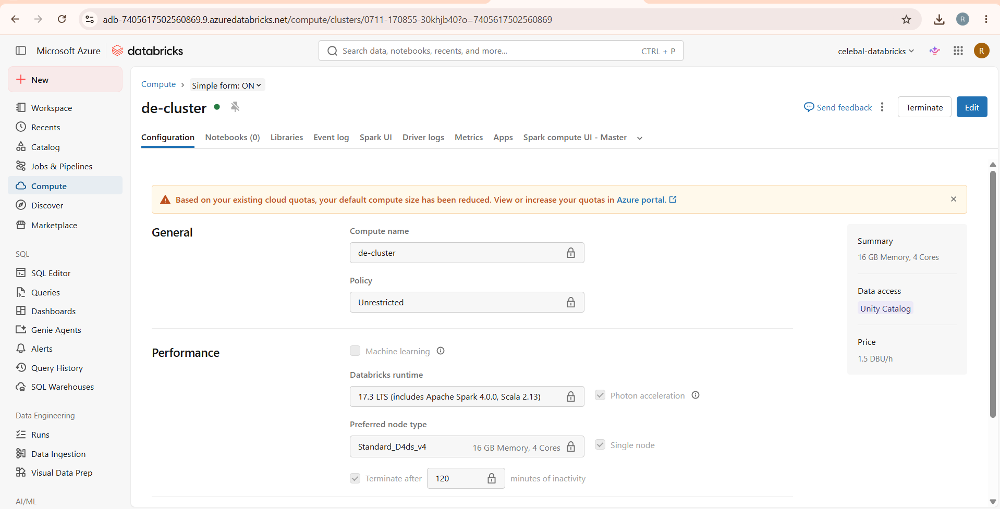 adb-7405617502560869.9.azuredatabricks.net/compute/clusters/0711-170855-30khjb40?o=7405617502560869
R
Microsoft Azure
databricks
Search data, notebooks, recents, and more...
CTRL + P
celebal-databricks
R
New
Workspace
Recents
Catalog
Jobs & Pipelines
Compute
Discover
Marketplace
SQL
SQL Editor
Queries
Dashboards
Genie Agents
Alerts
Query History
SQL Warehouses
Data Engineering
Runs
Data Ingestion
Visual Data Prep
AI/ML
Compute › Simple form: ON
de-cluster
Send feedback
Terminate
Edit
Configuration Notebooks (0) Libraries Event log Spark UI Driver logs Metrics Apps Spark compute UI - Master
Based on your existing cloud quotas, your default compute size has been reduced. View or increase your quotas in Azure portal.
General
Compute name
de-cluster
Policy
Unrestricted
Performance
Machine learning
Databricks runtime
17.3 LTS (includes Apache Spark 4.0.0, Scala 2.13)
Photon acceleration
Preferred node type
Standard_D4ds_v4 16 GB Memory, 4 Cores
Single node
Terminate after 120 minutes of inactivity
Summary
16 GB Memory, 4 Cores
Data access
Unity Catalog
Price
1.5 DBU/h